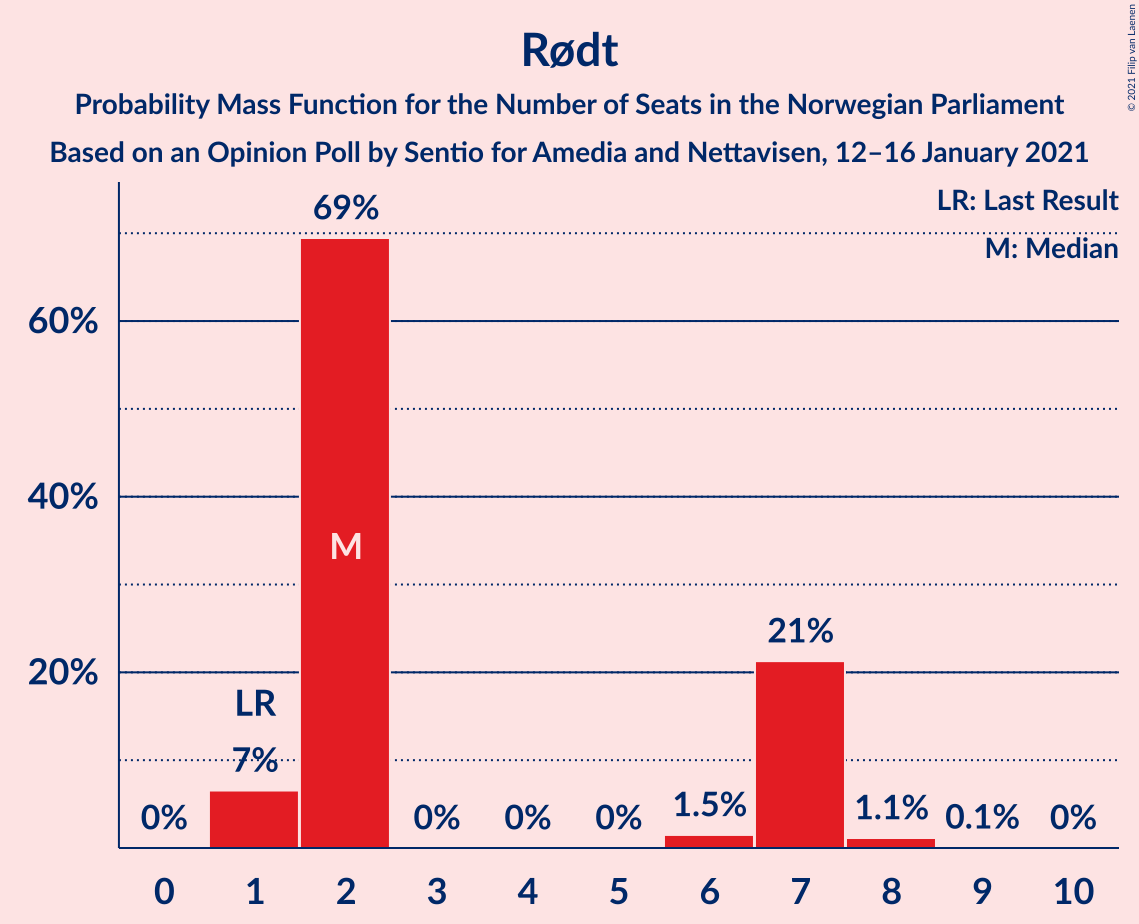 Rødt
Probability Mass Function for the Number of Seats in the Norwegian Parliament
Based on an Opinion Poll by Sentio for Amedia and Nettavisen, 12–16 January 2021
© 2021 Filip van Laenen
LR: Last Result
M: Median
69%
60%
40%
M
21%
20%
LR
7%
0%
0%
0%
0%
1.5%
1.1%
0.1%
0%
0 1 2 3 4 5 6 7 8 9 10